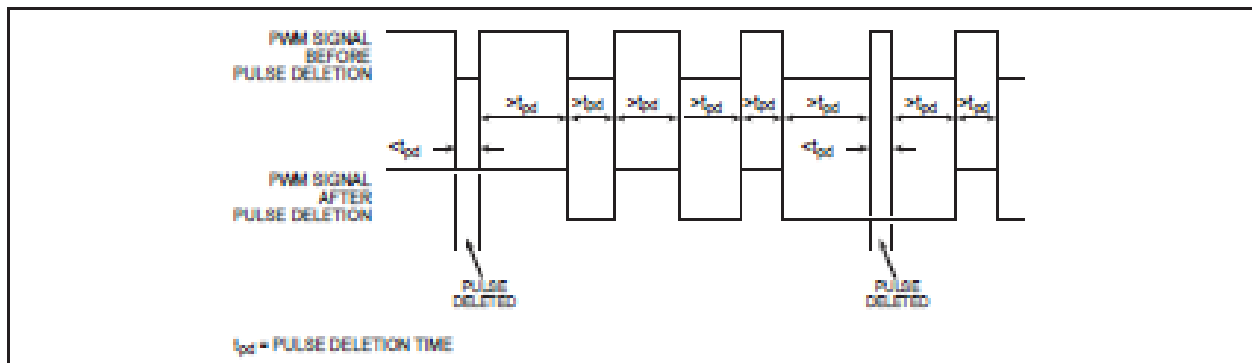 PWM SIGNAL
BEFORE
PULSE DELETION
>tpd >tpd >tpd >tpd >tpd >tpd >tpd >tpd
<tpd <tpd
PWM SIGNAL
AFTER
PULSE DELETION
PULSE
DELETED
PULSE
DELETED
tpd = PULSE DELETION TIME